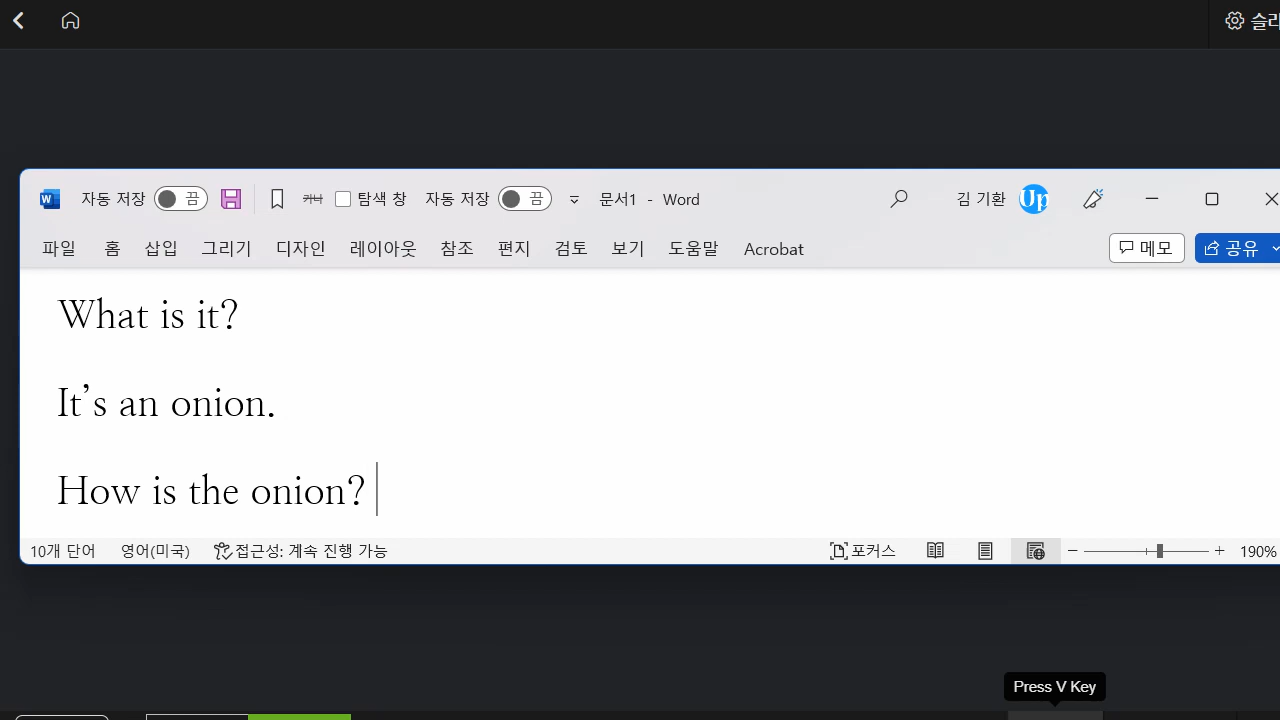 슬라
자동 저장 끔 가나 탐색 창 자동 저장 끔 문서1 - Word 김 기환 Up
파일 홈 삽입 그리기 디자인 레이아웃 참조 편지 검토 보기 도움말 Acrobat 메모 공유
What is it?
It’s an onion.
How is the onion?
10개 단어 영어(미국) 접근성: 계속 진행 가능 포커스 190%
Press V Key